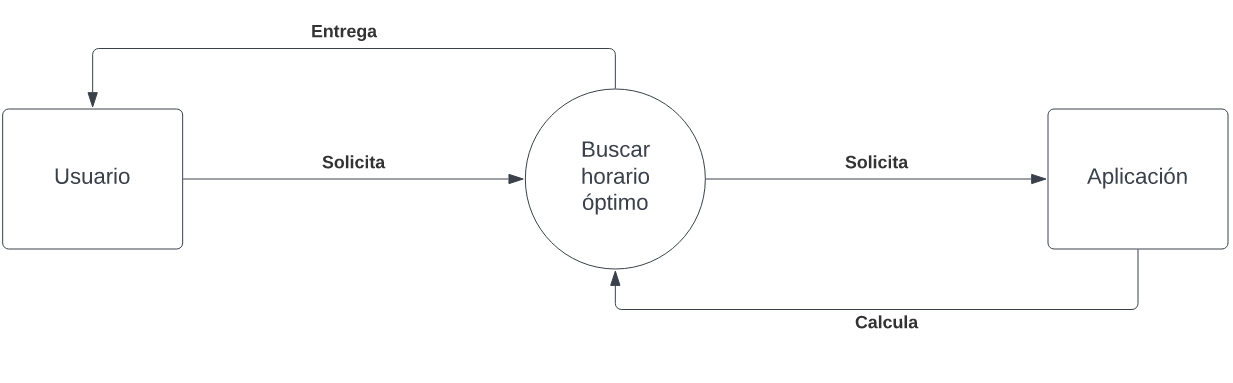 Entrega
Usuario
Solicita
Buscar
horario
óptimo
Solicita
Aplicación
Calcula